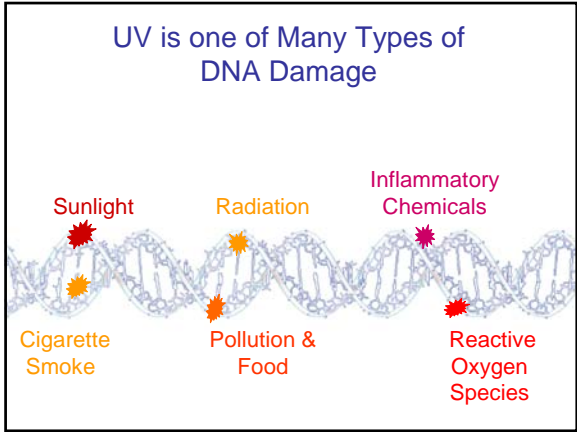 UV is one of Many Types of
DNA Damage
Sunlight
Radiation
Inflammatory
Chemicals
Cigarette
Smoke
Pollution &
Food
Reactive
Oxygen
Species